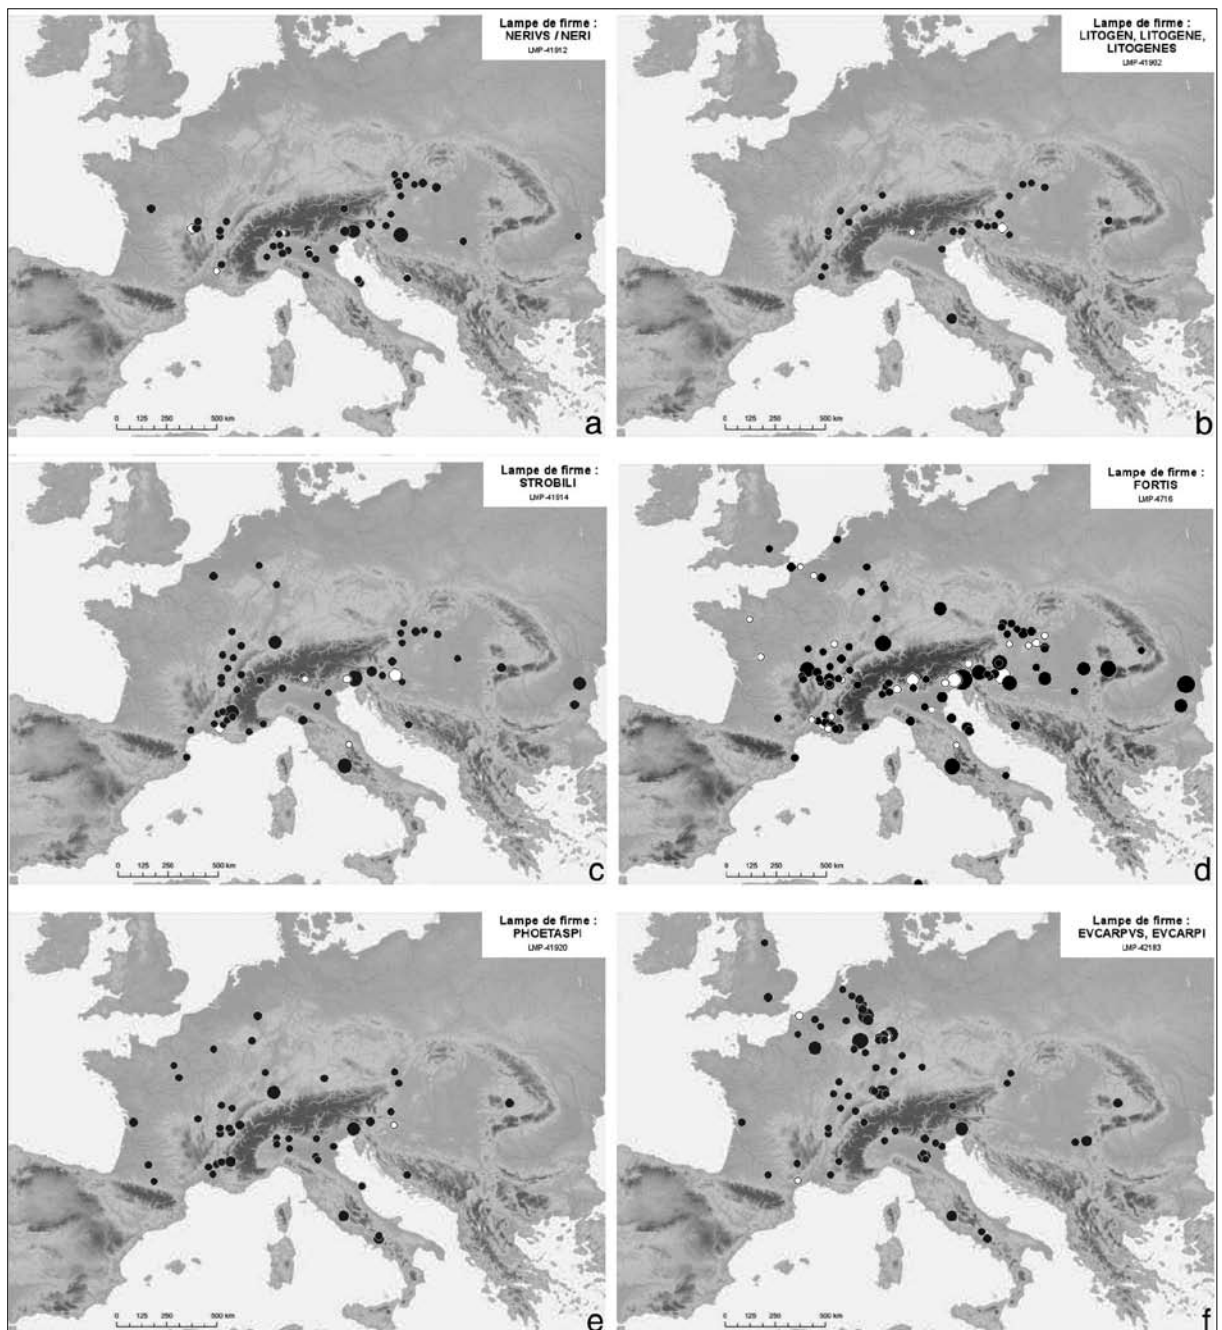 Lampe de firme :
NERIVS / NERI
LMP-41912
0 125 250 500 km
a
Lampe de firme :
LITOGEN, LITOGENE,
LITOGENES
LMP-41902
0 125 250 500 km
b
Lampe de firme :
STROBILI
LMP-41914
0 125 250 500 km
c
Lampe de firme :
FORTIS
LMP-4716
0 125 250 500 km
d
Lampe de firme :
PHOETASPI
LMP-41920
0 125 250 500 km
e
Lampe de firme :
EVCARPVS, EVCARPI
LMP-42183
0 125 250 500 km
f